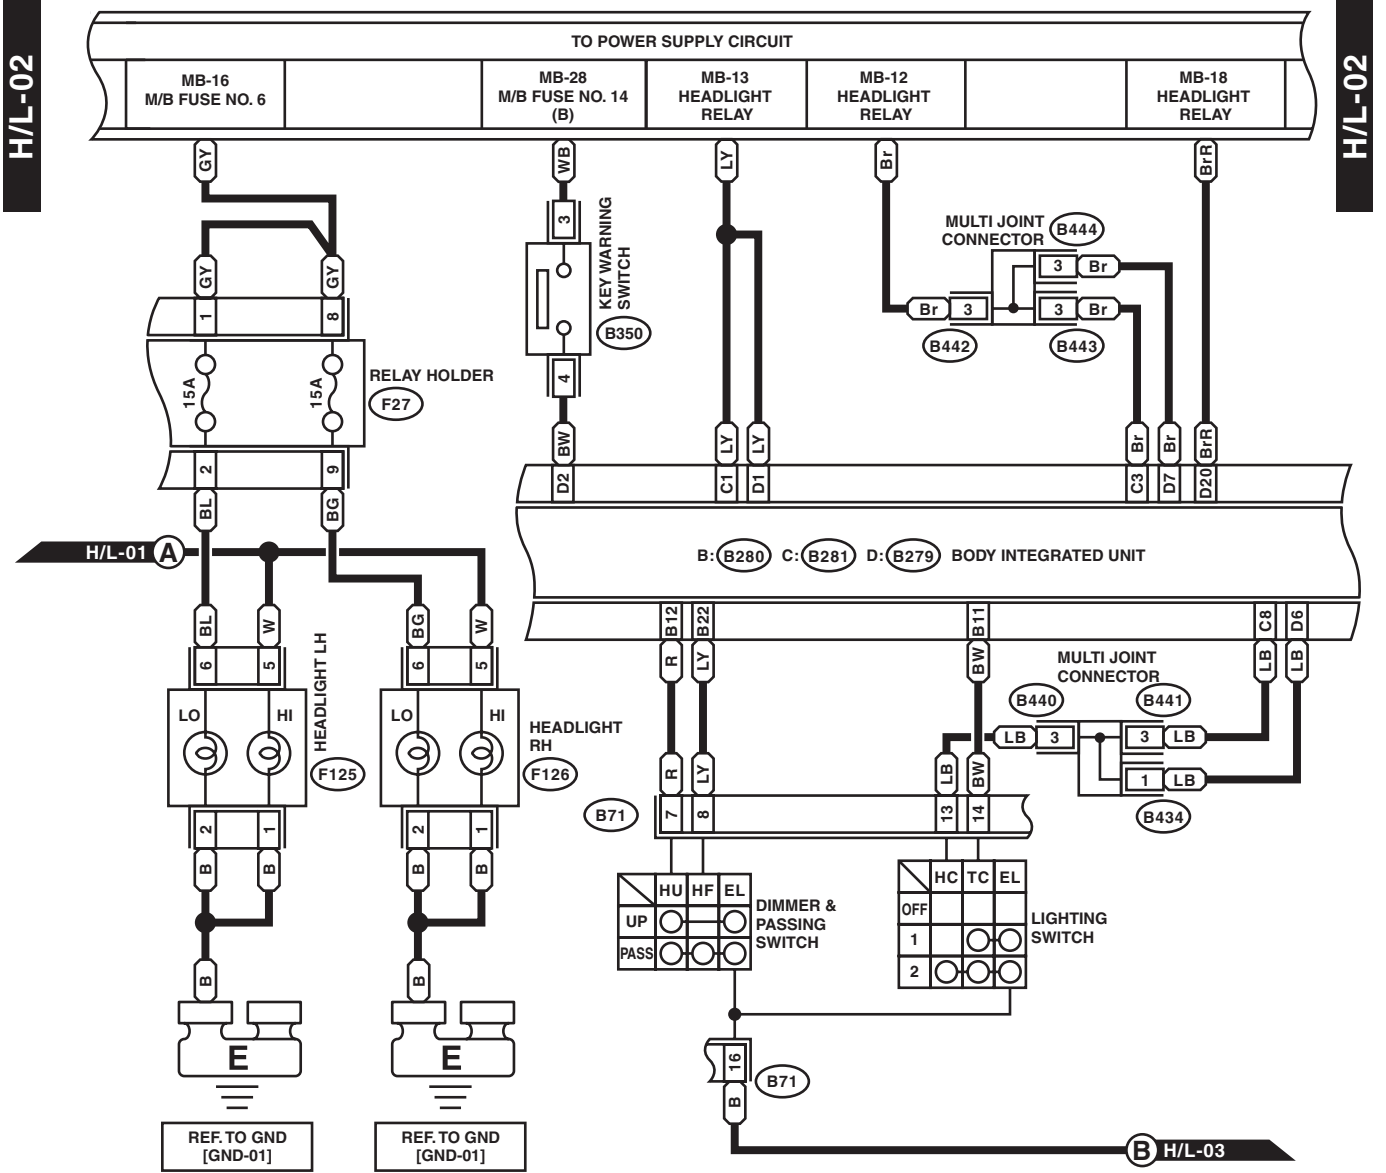 H/L-02
H/L-02
TO POWER SUPPLY CIRCUIT
MB-16
M/B FUSE NO. 6
MB-28
M/B FUSE NO. 14
(B)
MB-13
HEADLIGHT
RELAY
MB-12
HEADLIGHT
RELAY
MB-18
HEADLIGHT
RELAY
GY
WB
LY
Br
BrR
3
KEY WARNING
SWITCH
B350
4
BW
MULTI JOINT
CONNECTOR
B444
3 Br
Br 3
3 Br
B442
B443
GY
GY
1
8
15A
15A
RELAY HOLDER
F27
2
9
BL
BG
LY
LY
Br
Br
BrR
D2
C1
D1
C3
D7
D20
B: B280 C: B281 D: B279 BODY INTEGRATED UNIT
H/L-01 A
BL
W
BG
W
6
5
6
5
LO
HI
HEADLIGHT LH
F125
LO
HI
HEADLIGHT
RH
F126
2
1
2
1
B
B
B
B
B
B
E
E
REF. TO GND
[GND-01]
REF. TO GND
[GND-01]
B12
B22
B11
C8
D6
R
LY
BW
LB
LB
MULTI JOINT
CONNECTOR
B440
B441
LB 3
3 LB
1 LB
B434
R
LY
LB
BW
B71
7
8
13
14
HU HF EL
UP
PASS
DIMMER &
PASSING
SWITCH
HC TC EL
OFF
1
2
LIGHTING
SWITCH
16
B71
B
B H/L-03